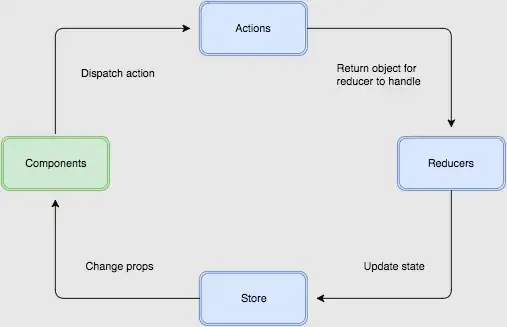 Actions
Dispatch action
Return object for
reducer to handle
Components
Reducers
Change props
Update state
Store